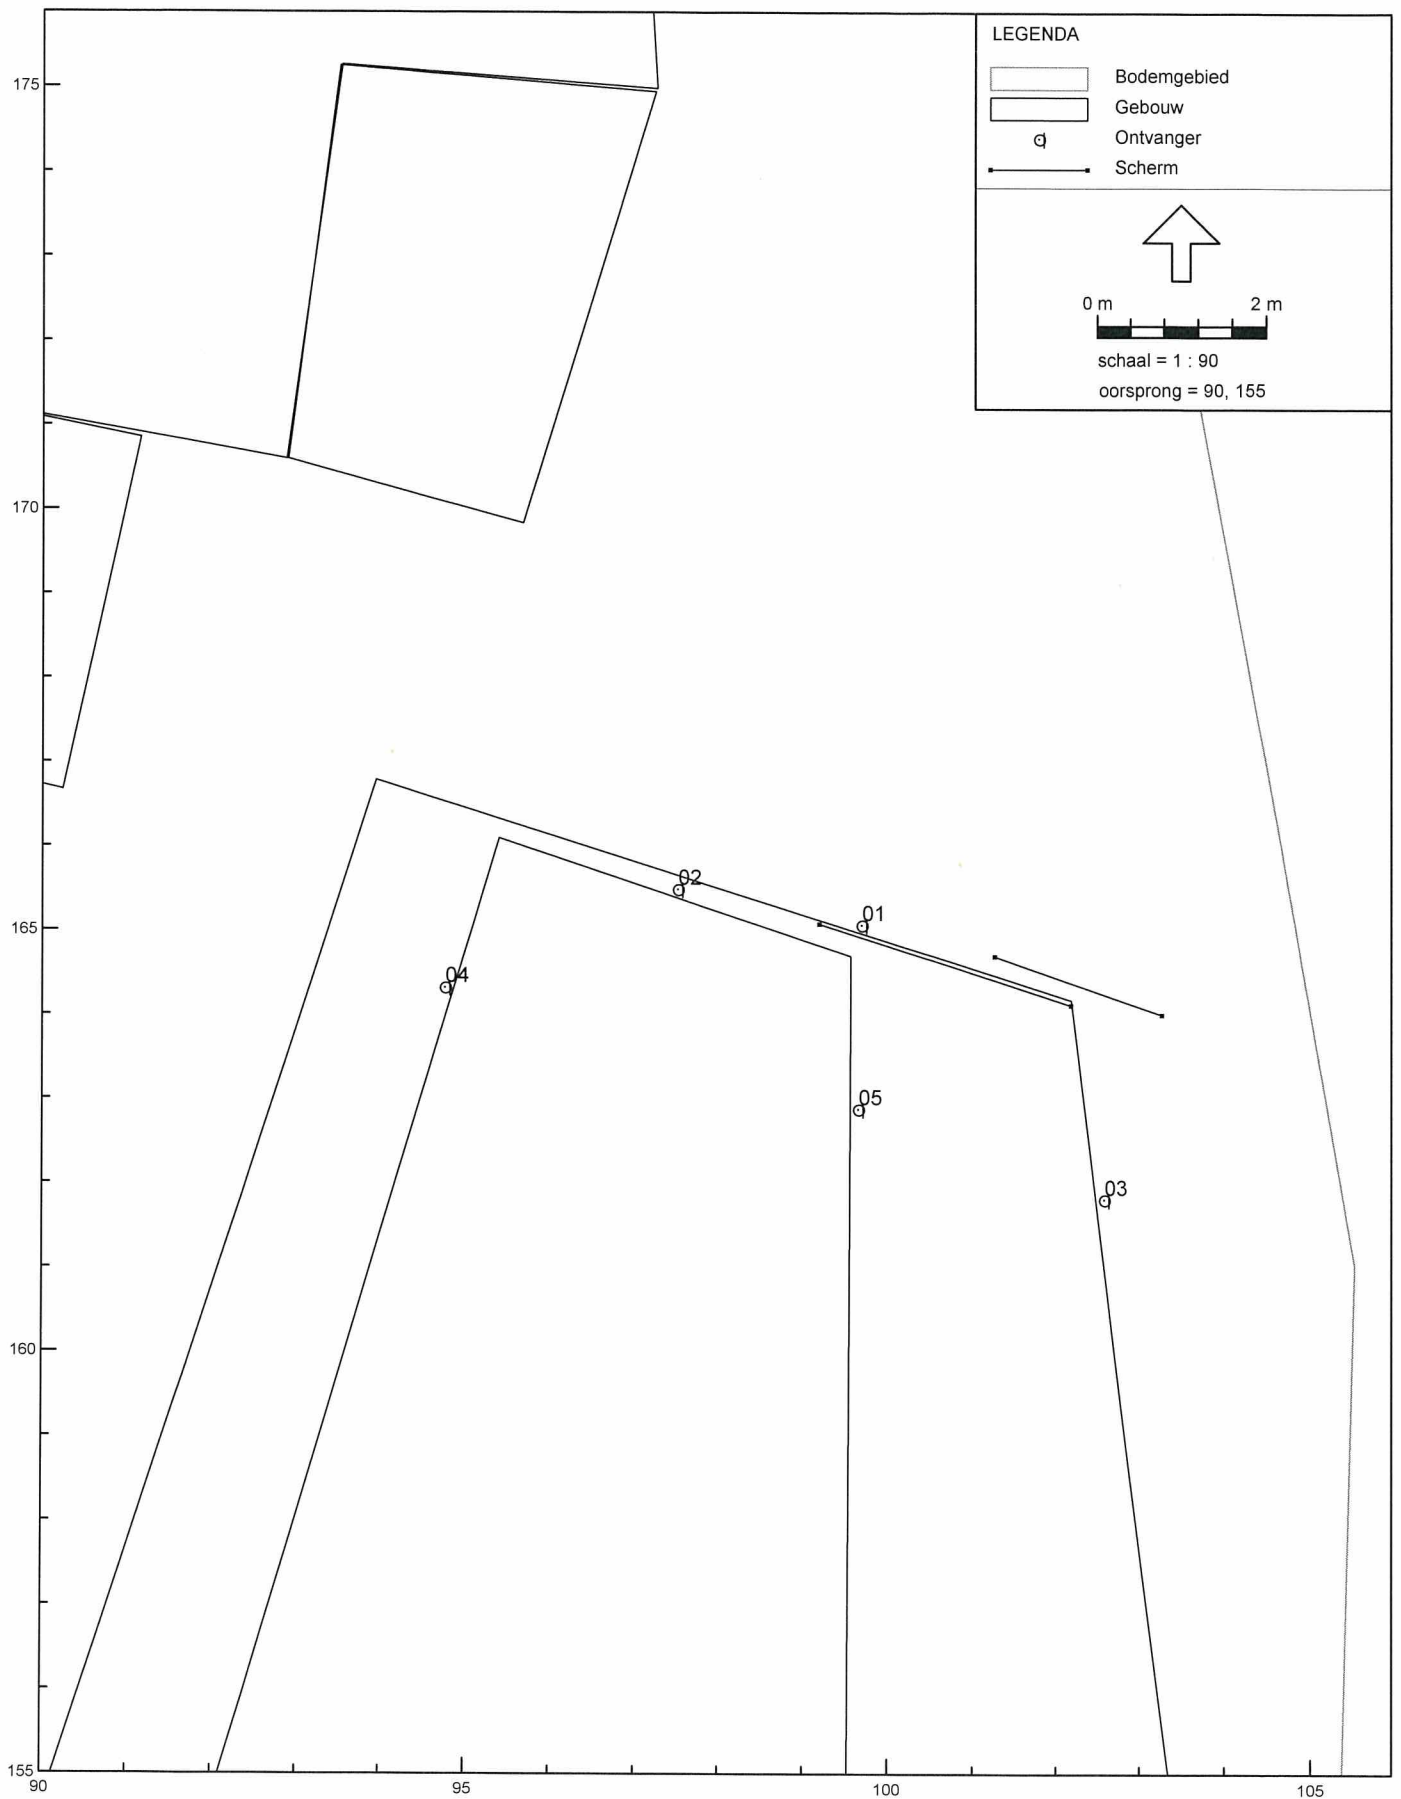 LEGENDA
Bodemgebied
Gebouw
Ontvanger
Scherm
0 m 2 m
schaal = 1 : 90
oorsprong = 90, 155
175
170
165
160
155
02
01
04
05
03
90 95 100 105